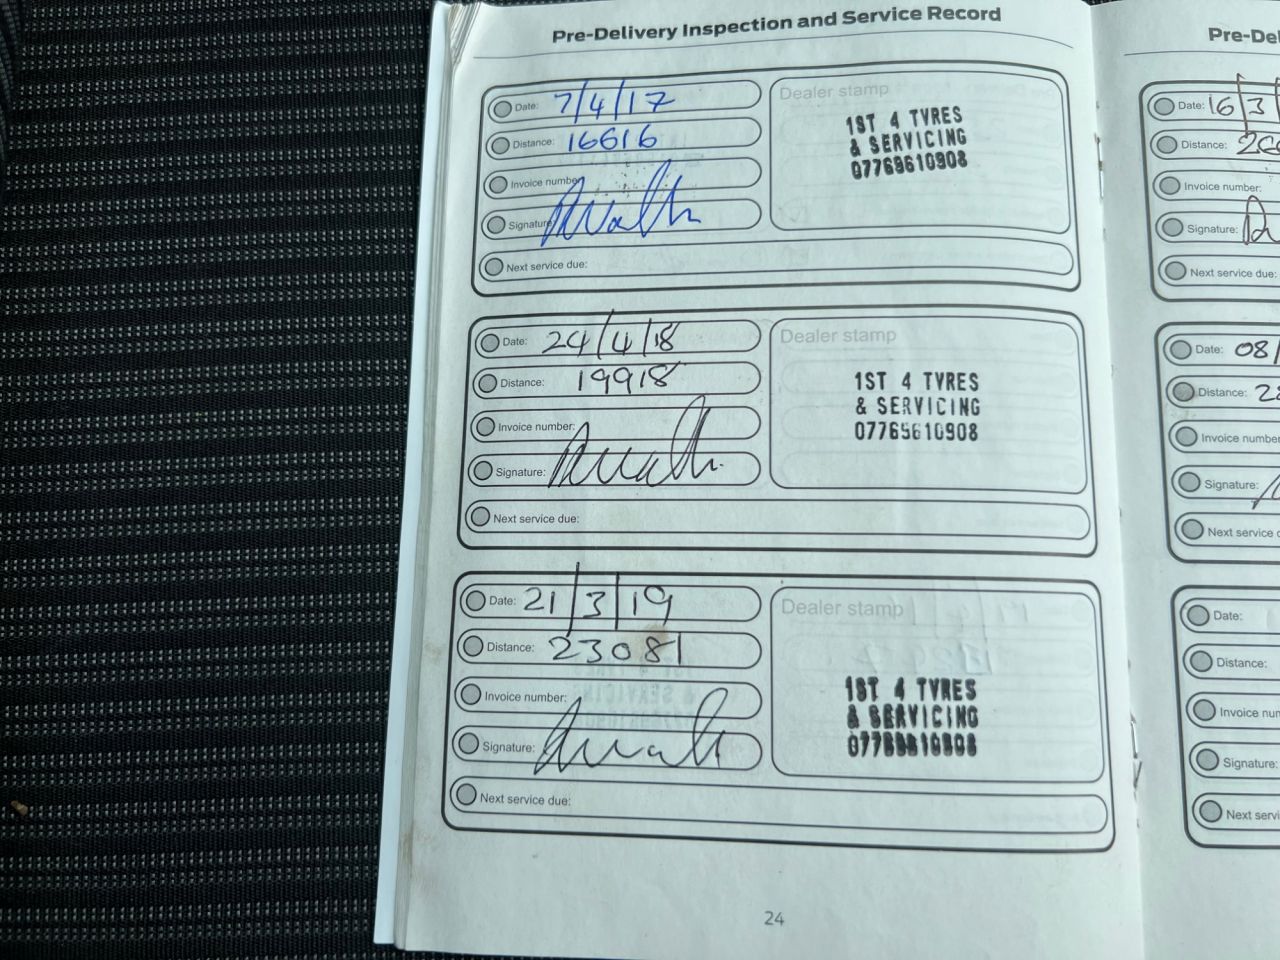 Pre-Delivery Inspection and Service Record
Date: 7/4/17
Distance: 16616
Invoice number:
Signature:
Next service due:
Dealer stamp
1ST 4 TYRES
& SERVICING
07769610908
Date: 24/4/18
Distance: 19918
Invoice number:
Signature:
Next service due:
Dealer stamp
1ST 4 TYRES
& SERVICING
07769610908
Date: 21/3/19
Distance: 23081
Invoice number:
Signature:
Next service due:
Dealer stamp
1ST 4 TYRES
& SERVICING
24
Pre-Del
Date: 16/3/
Distance:
Invoice number:
Signature:
Next service due:
Date: 08/
Distance: 28
Invoice number
Signature:
Next service d
Date:
Distance:
Invoice num
Signature:
Next servi